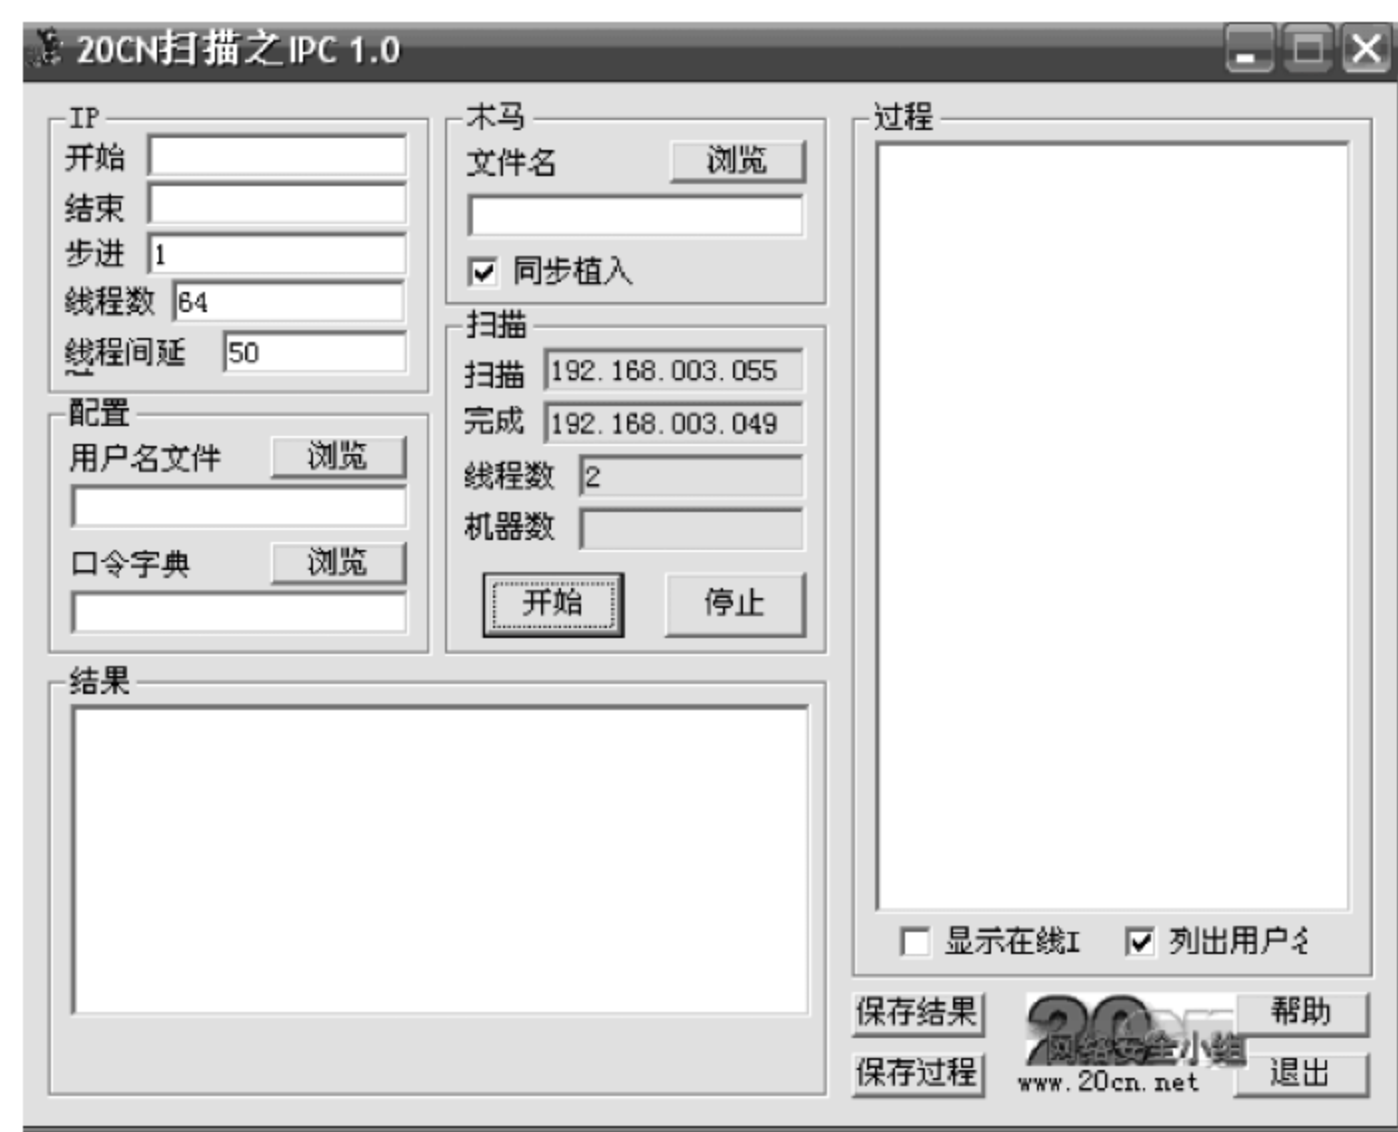 20CN扫描之IPC 1.0
IP
开始
结束
步进 1
线程数 64
线程间延 50
配置
用户名文件 浏览
口令字典 浏览
木马
文件名 浏览
同步植入
扫描
扫描 192.168.003.055
完成 192.168.003.049
线程数 2
机器数
开始 停止
结果
过程
显示在线I 列出用户名
保存结果 帮助
20cn
网络安全小组
保存过程 www.20cn.net 退出